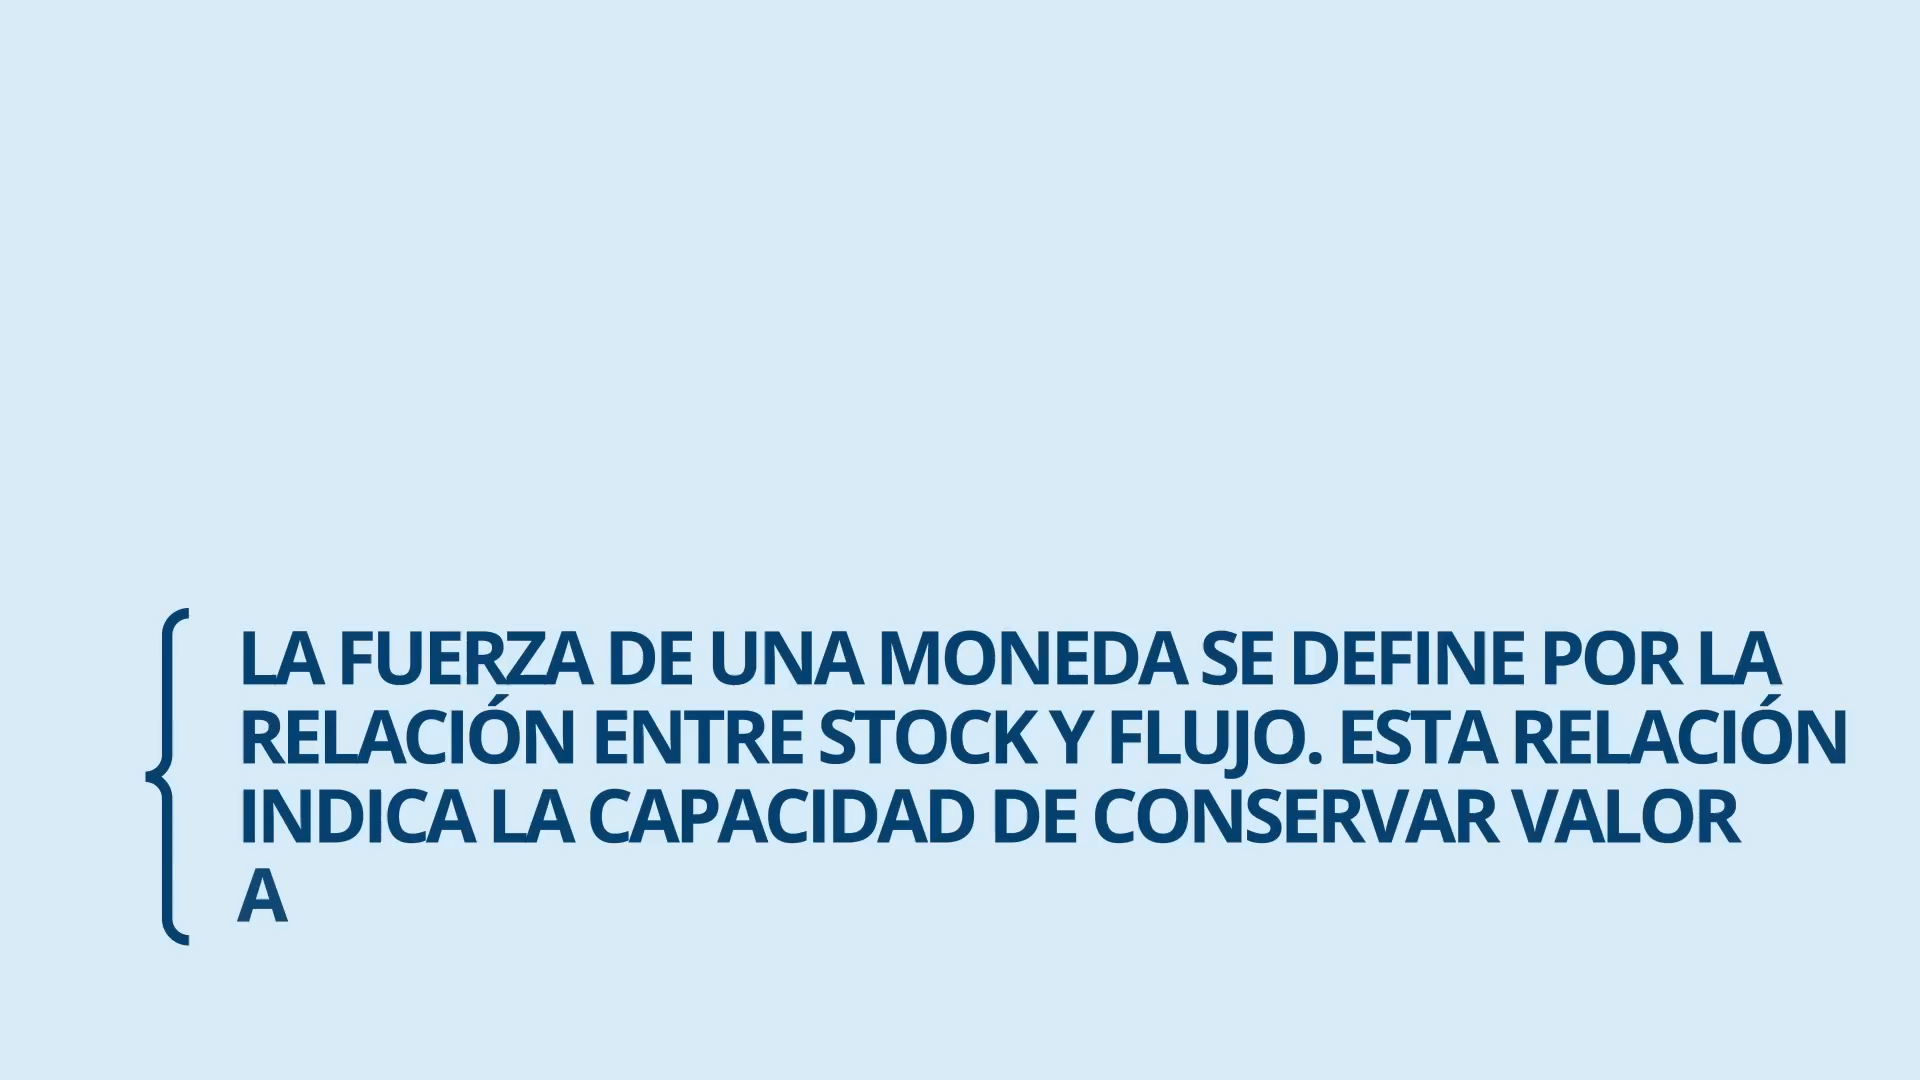 LA FUERZA DE UNA MONEDA SE DEFINE POR LA
RELACIÓN ENTRE STOCK Y FLUJO. ESTA RELACIÓN
INDICA LA CAPACIDAD DE CONSERVAR VALOR
A